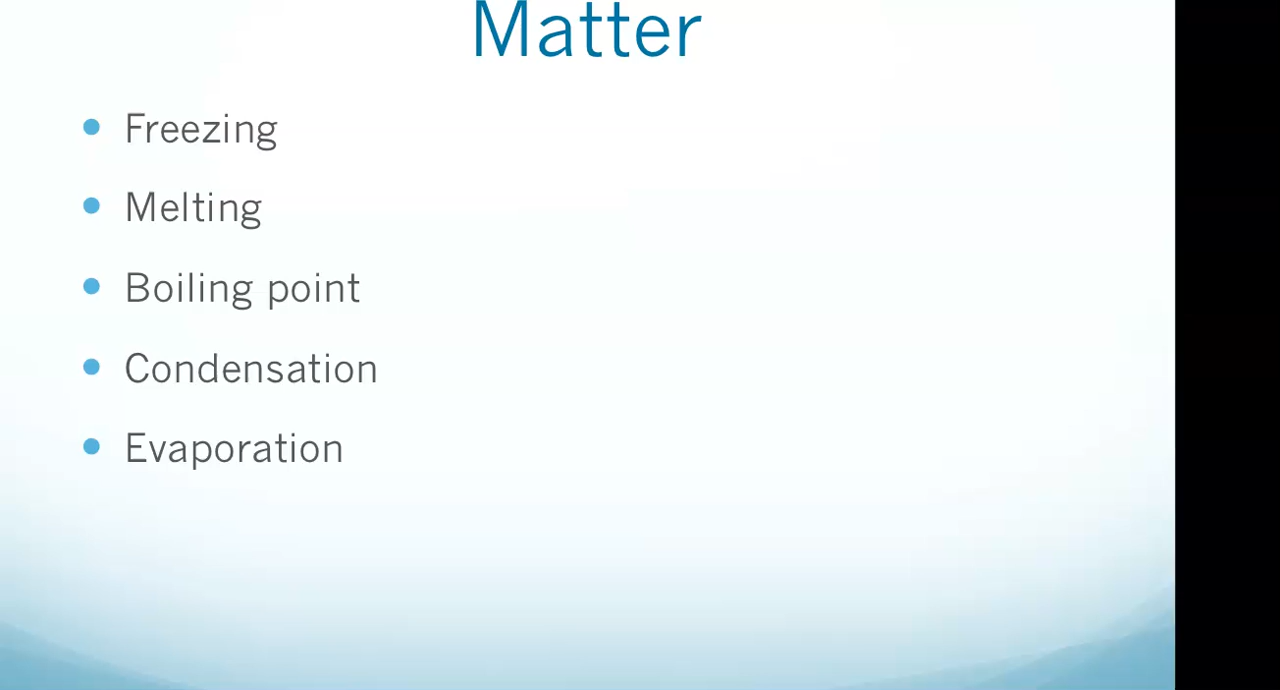 Matter
Freezing
Melting
Boiling point
Condensation
Evaporation